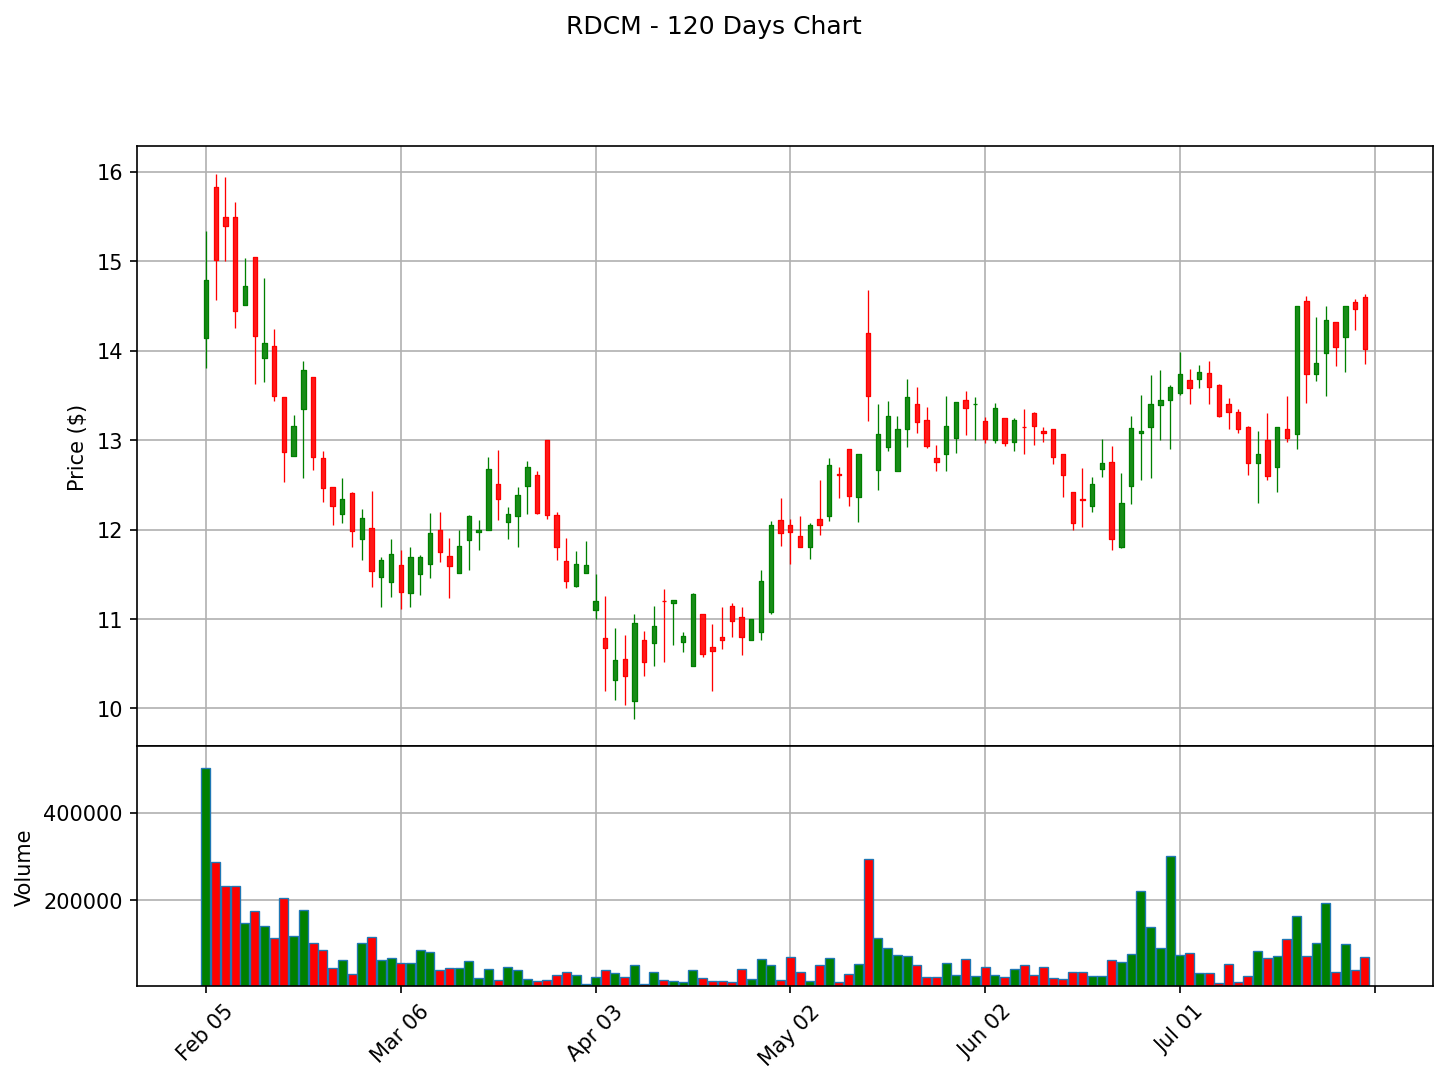 RDCM - 120 Days Chart
Price ($)
16
15
14
13
12
11
10
Volume
400000
200000
Feb 05
Mar 06
Apr 03
May 02
Jun 02
Jul 01